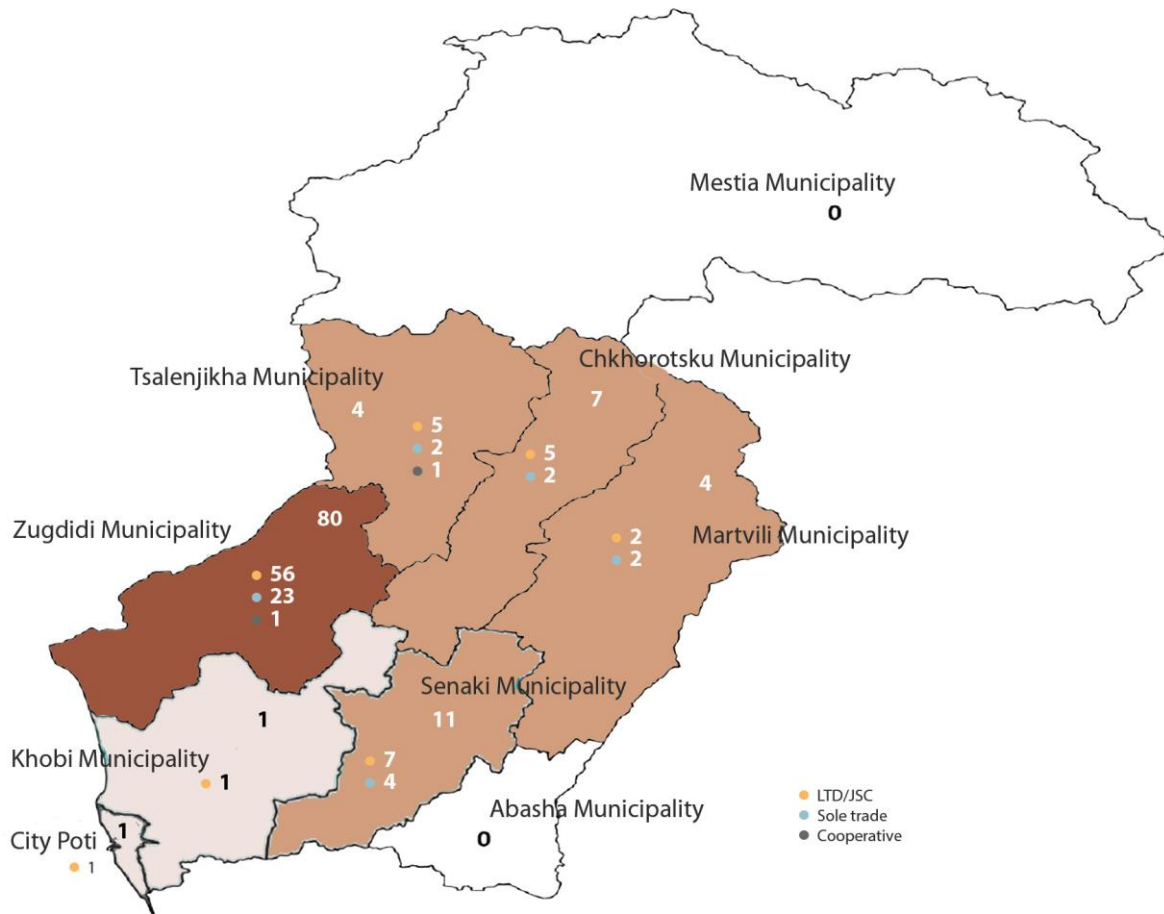 Mestia Municipality
0
Chkhorotsku Municipality
7
5
2
Tsalenjikha Municipality
4
5
2
1
4
Martvili Municipality
2
2
Zugdidi Municipality
80
56
23
1
Senaki Municipality
11
7
4
1
Khobi Municipality
1
Abasha Municipality
0
City Poti
1
1
LTD/JSC
Sole trade
Cooperative